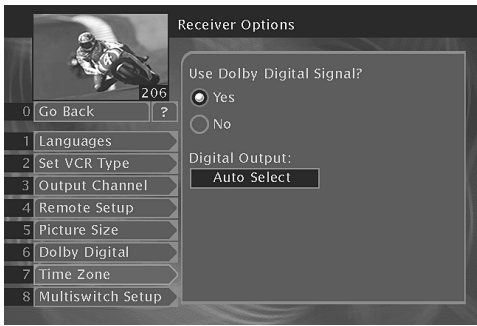 Receiver Options
206
0 Go Back ?
1 Languages
2 Set VCR Type
3 Output Channel
4 Remote Setup
5 Picture Size
6 Dolby Digital
7 Time Zone
8 Multiswitch Setup
Use Dolby Digital Signal?
Yes
No
Digital Output:
Auto Select